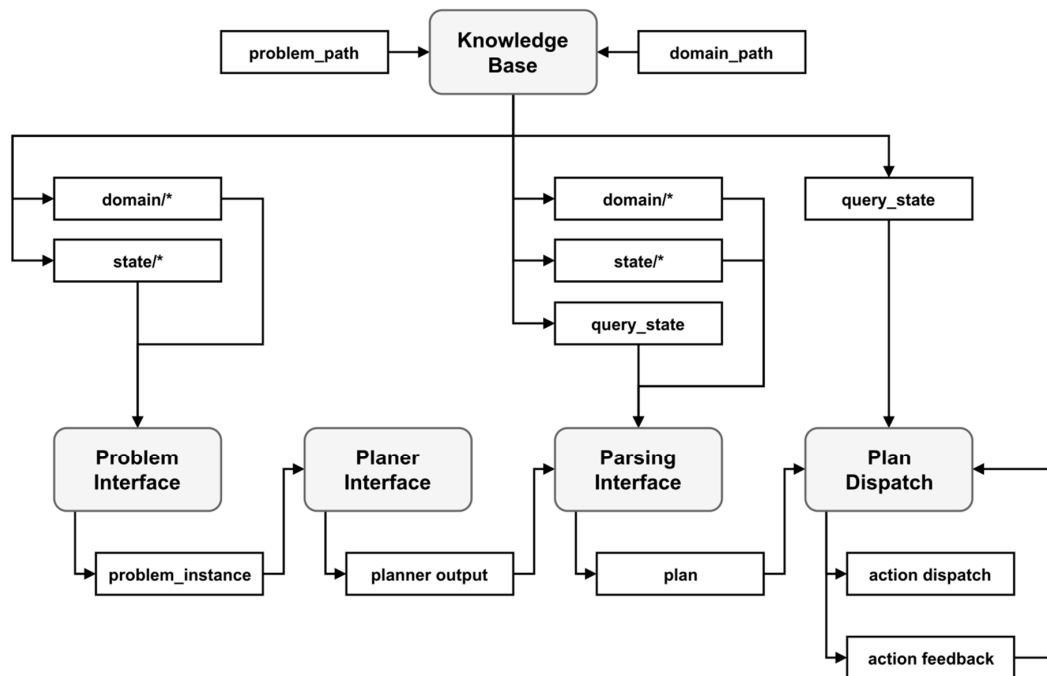 problem_path
Knowledge
Base
domain_path
domain/*
state/*
domain/*
state/*
query_state
query_state
Problem
Interface
Planer
Interface
Parsing
Interface
Plan
Dispatch
problem_instance
planner output
plan
action dispatch
action feedback